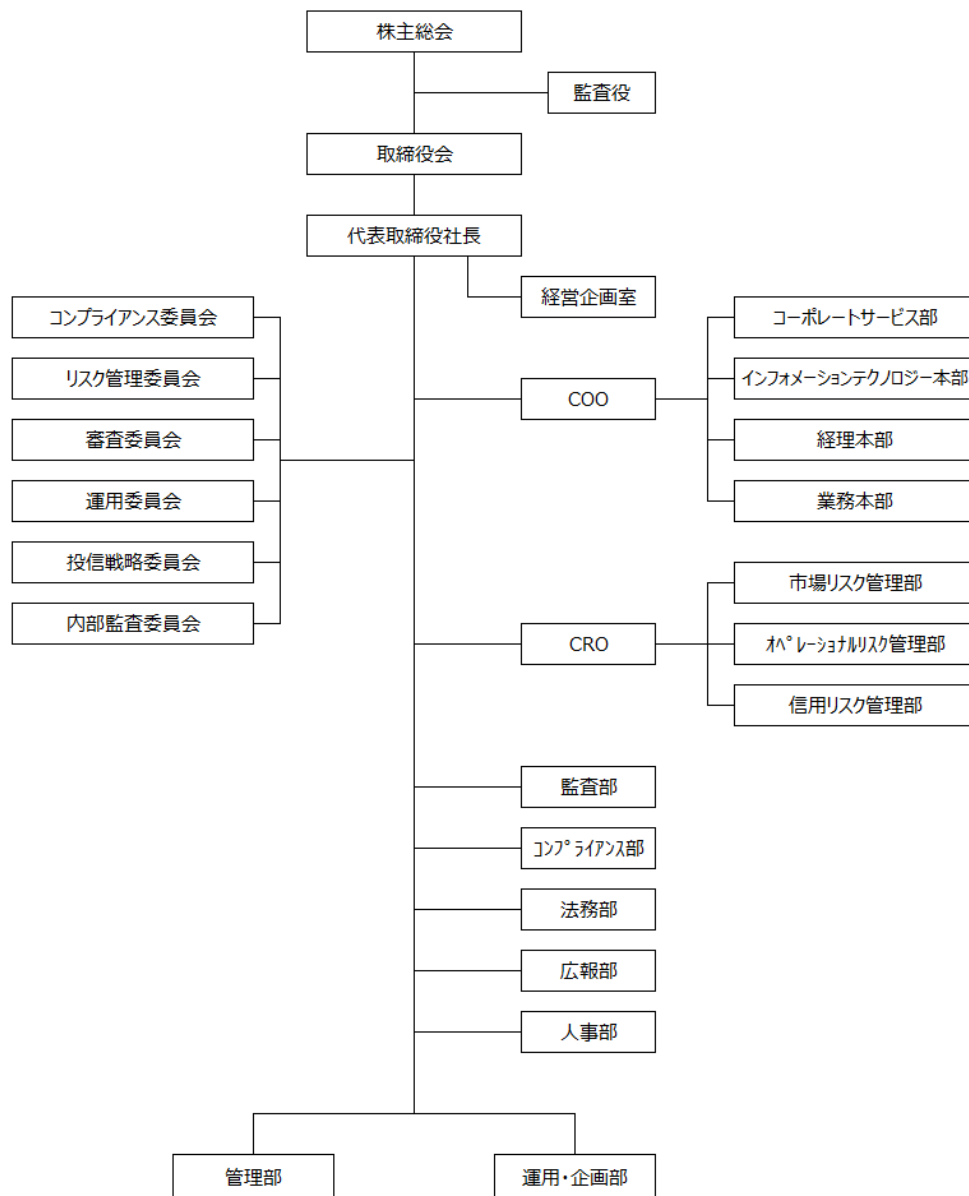 株主総会
監査役
取締役会
代表取締役社長
経営企画室
コンプライアンス委員会
リスク管理委員会
審査委員会
運用委員会
投信戦略委員会
内部監査委員会
COO
コーポレートサービス部
インフォメーションテクノロジー本部
経理本部
業務本部
CRO
市場リスク管理部
ｵﾍﾟﾚｰｼｮﾅﾙリスク管理部
信用リスク管理部
監査部
ｺﾝﾌﾟﾗｲｱﾝｽ部
法務部
広報部
人事部
管理部
運用・企画部